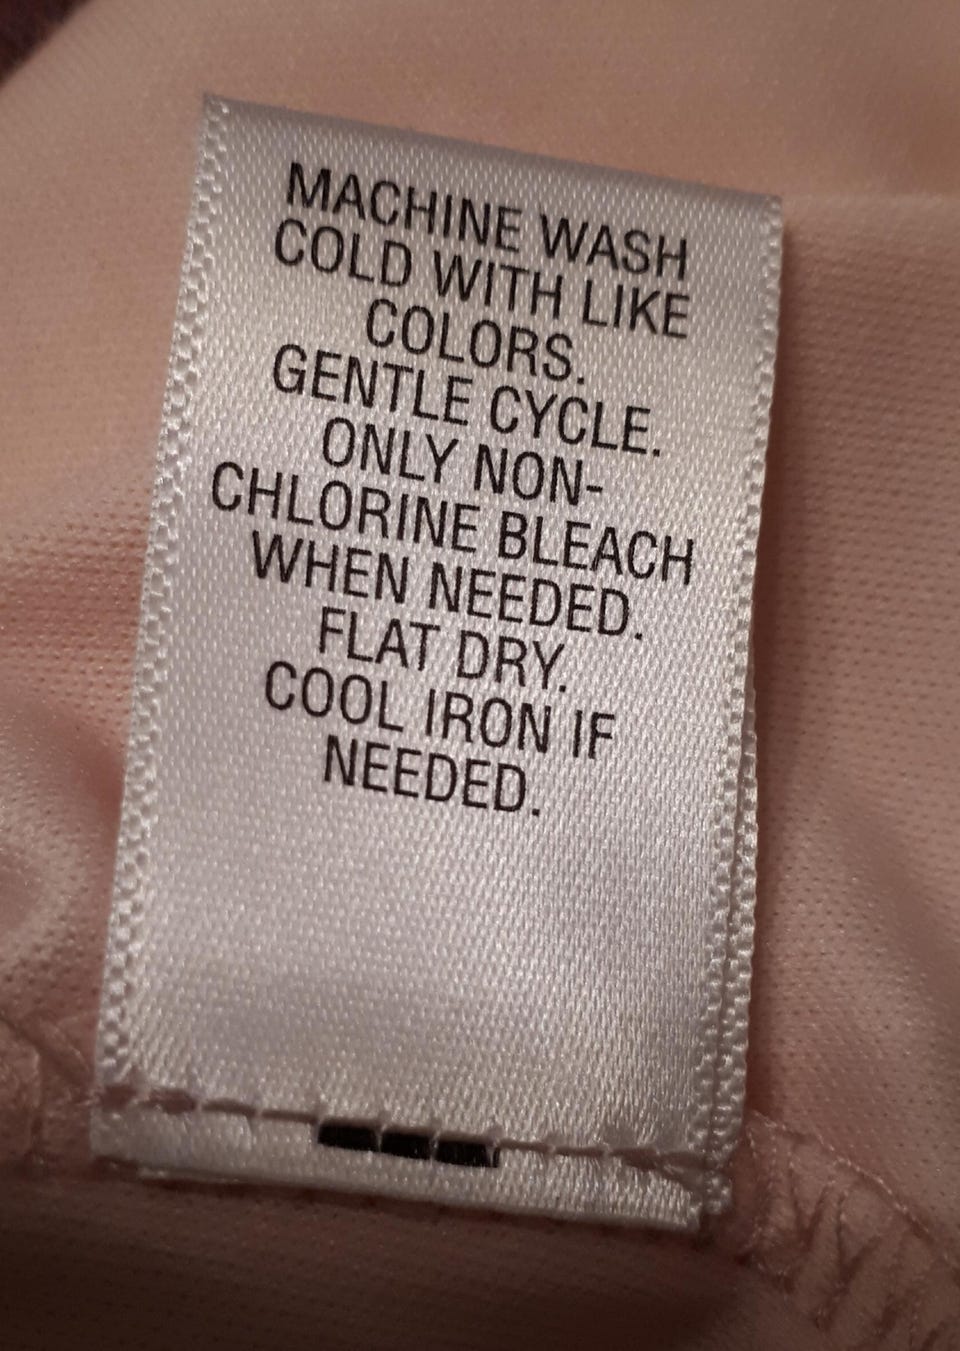 MACHINE WASH
COLD WITH LIKE
COLORS.
GENTLE CYCLE.
ONLY NON-
CHLORINE BLEACH
WHEN NEEDED.
FLAT DRY.
COOL IRON IF
NEEDED.